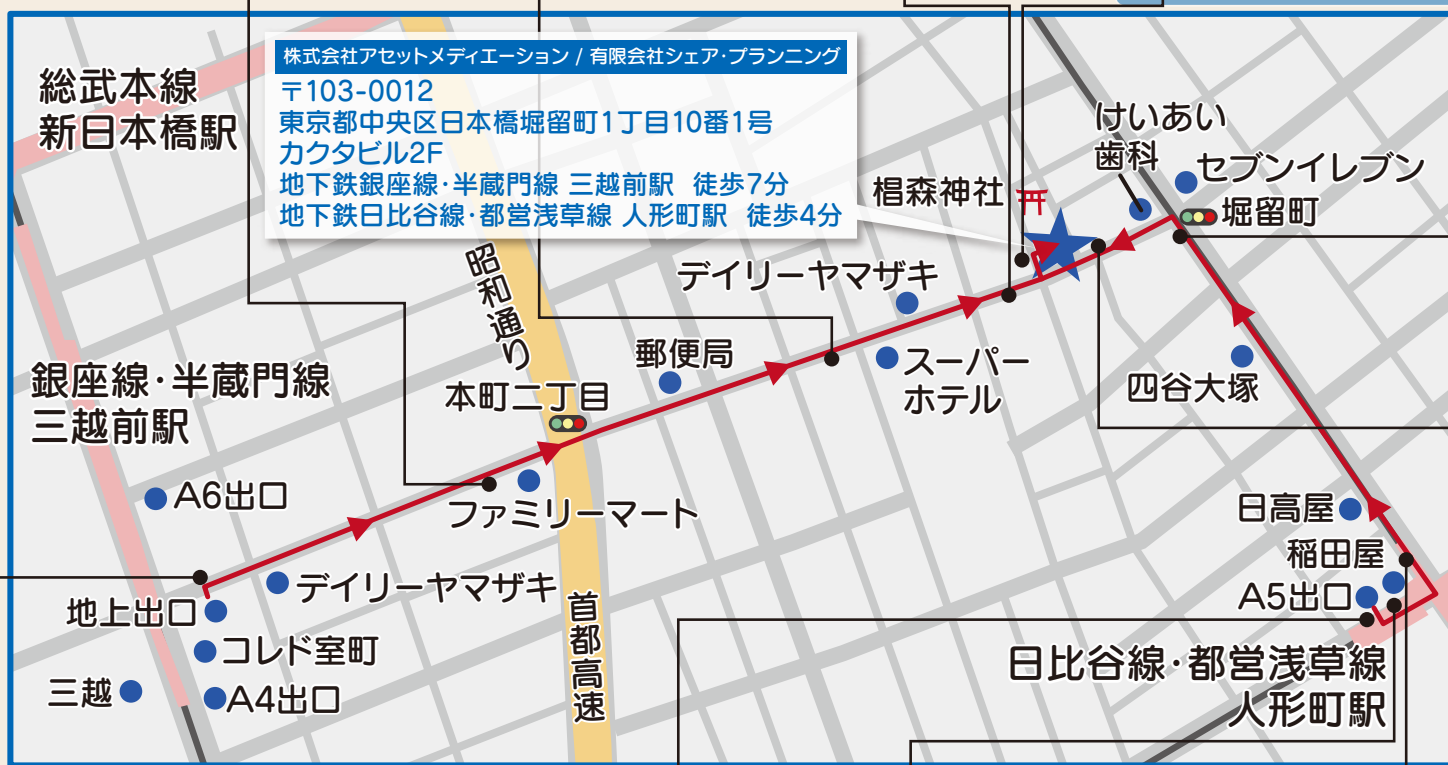 株式会社アセットメディエーション / 有限会社シェア・プランニング
〒103-0012
東京都中央区日本橋堀留町1丁目10番1号
カクタビル2F
地下鉄銀座線・半蔵門線 三越前駅 徒歩7分
地下鉄日比谷線・都営浅草線 人形町駅 徒歩4分
総武本線
新日本橋駅
けいあい
歯科
セブンイレブン
堀留町
椙森神社
昭和通り
デイリーヤマザキ
郵便局
スーパー
ホテル
四谷大塚
本町二丁目
銀座線・半蔵門線
三越前駅
A6出口
ファミリーマート
日高屋
稲田屋
A5出口
デイリーヤマザキ
地上出口
コレド室町
三越
A4出口
首都高速
日比谷線・都営浅草線
人形町駅